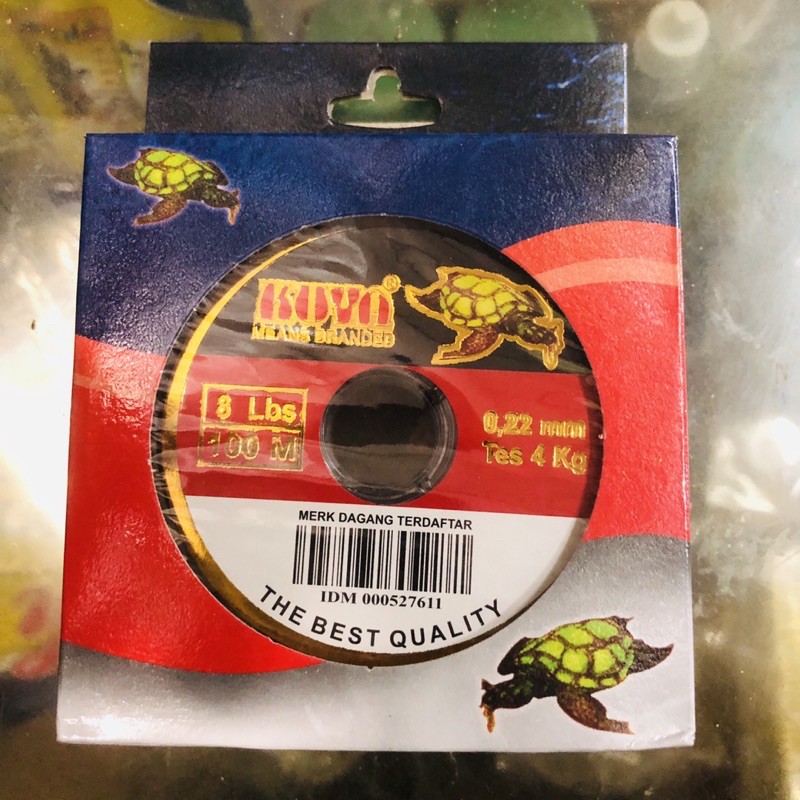 KUYA®
MEANS BRANDED
8 Lbs
100 M
0,22 mm
Tes 4 Kg
MERK DAGANG TERDAFTAR
IDM 000527611
THE BEST QUALITY